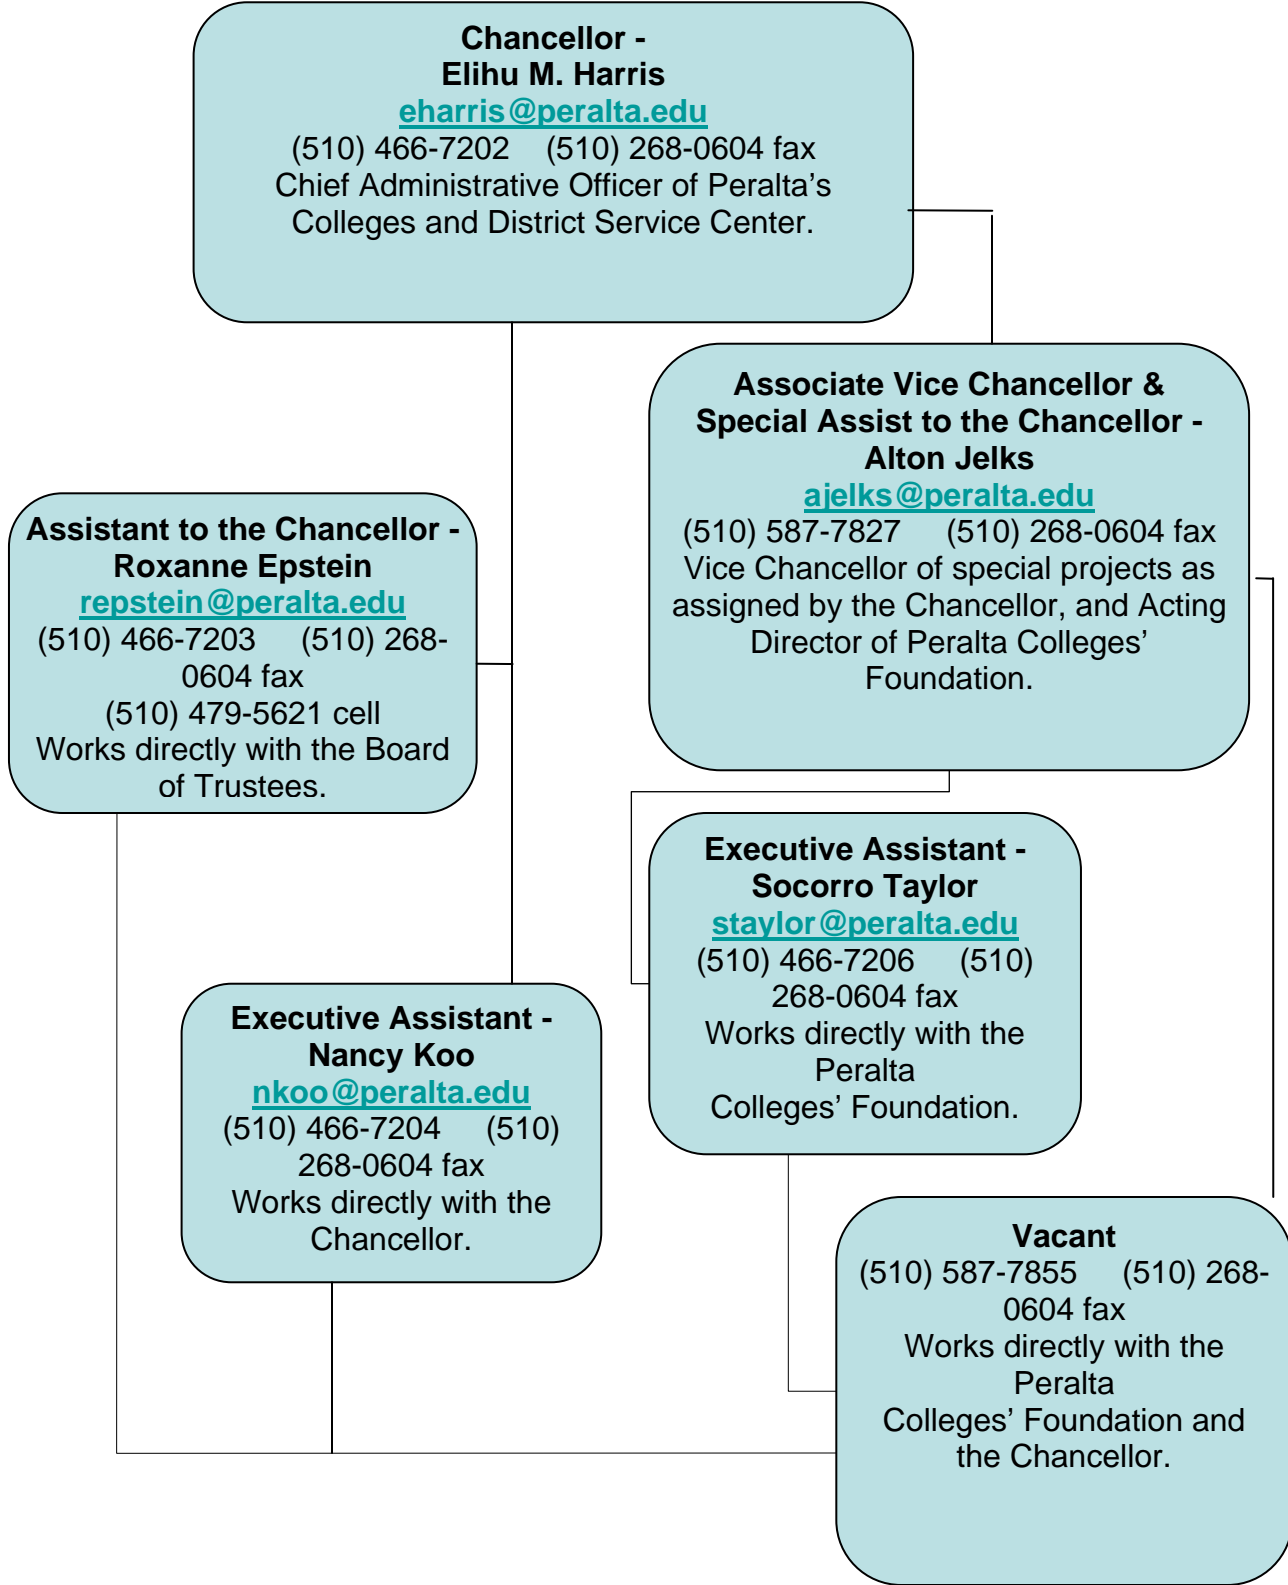 Chancellor -
Elihu M. Harris
eharris@peralta.edu
(510) 466-7202 (510) 268-0604 fax
Chief Administrative Officer of Peralta’s
Colleges and District Service Center.
Associate Vice Chancellor &
Special Assist to the Chancellor -
Alton Jelks
ajelks@peralta.edu
(510) 587-7827 (510) 268-0604 fax
Vice Chancellor of special projects as
assigned by the Chancellor, and Acting
Director of Peralta Colleges’
Foundation.
Assistant to the Chancellor -
Roxanne Epstein
repstein@peralta.edu
(510) 466-7203 (510) 268-
0604 fax
(510) 479-5621 cell
Works directly with the Board
of Trustees.
Executive Assistant -
Socorro Taylor
staylor@peralta.edu
(510) 466-7206 (510)
268-0604 fax
Works directly with the
Peralta
Colleges’ Foundation.
Executive Assistant -
Nancy Koo
nkoo@peralta.edu
(510) 466-7204 (510)
268-0604 fax
Works directly with the
Chancellor.
Vacant
(510) 587-7855 (510) 268-
0604 fax
Works directly with the
Peralta
Colleges’ Foundation and
the Chancellor.